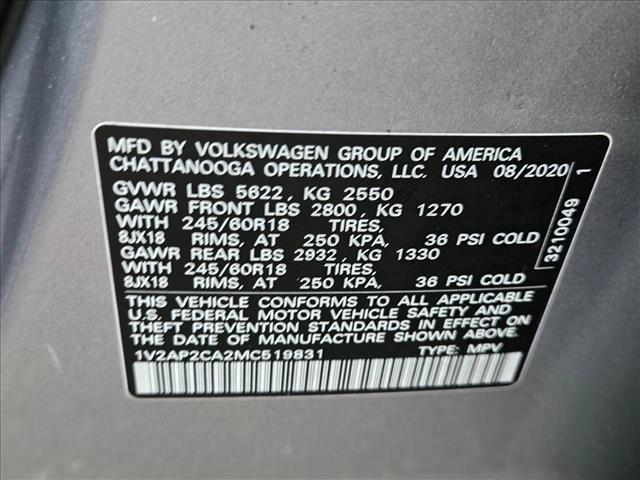 MFD BY VOLKSWAGEN GROUP OF AMERICA
CHATTANOOGA OPERATIONS, LLC. USA 08/2020
GVWR LBS 5622, KG 2550
GAWR FRONT LBS 2800, KG 1270
WITH 245/60R18 TIRES,
8JX18 RIMS, AT 250 KPA, 36 PSI COLD
GAWR REAR LBS 2932, KG 1330
WITH 245/60R18 TIRES,
8JX18 RIMS, AT 250 KPA, 36 PSI COLD
THIS VEHICLE CONFORMS TO ALL APPLICABLE
U.S. FEDERAL MOTOR VEHICLE SAFETY AND
THEFT PREVENTION STANDARDS IN EFFECT ON
THE DATE OF MANUFACTURE SHOWN ABOVE.
1V2AP2CA2MC519831 TYPE: MPV
3210049 1